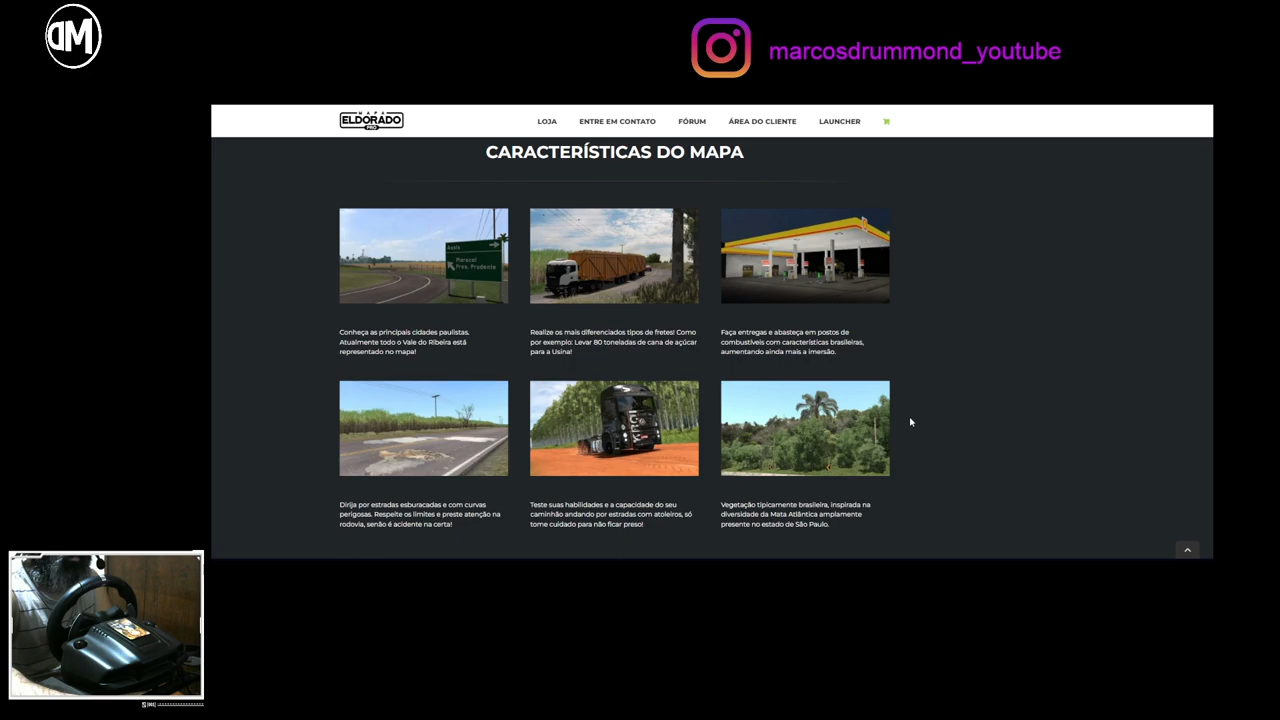 DM
marcosdrummond_youtube
MAPA
ELDORADO
PRO
LOJA ENTRE EM CONTATO FÓRUM ÁREA DO CLIENTE LAUNCHER
CARACTERÍSTICAS DO MAPA
Assis
Maracaí
Pres. Prudente
Conheça as principais cidades paulistas.
Atualmente todo o Vale do Ribeira está
representado no mapa!
Realize os mais diferenciados tipos de fretes! Como
por exemplo: Levar 80 toneladas de cana de açúcar
para a Usina!
Faça entregas e abasteça em postos de
combustíveis com características brasileiras,
aumentando ainda mais a imersão.
Dirija por estradas esburacadas e com curvas
perigosas. Respeite os limites e preste atenção na
rodovia, senão é acidente na certa!
Teste suas habilidades e a capacidade do seu
caminhão andando por estradas com atoleiros, só
tome cuidado para não ficar preso!
Vegetação tipicamente brasileira, inspirada na
diversidade da Mata Atlântica amplamente
presente no estado de São Paulo.